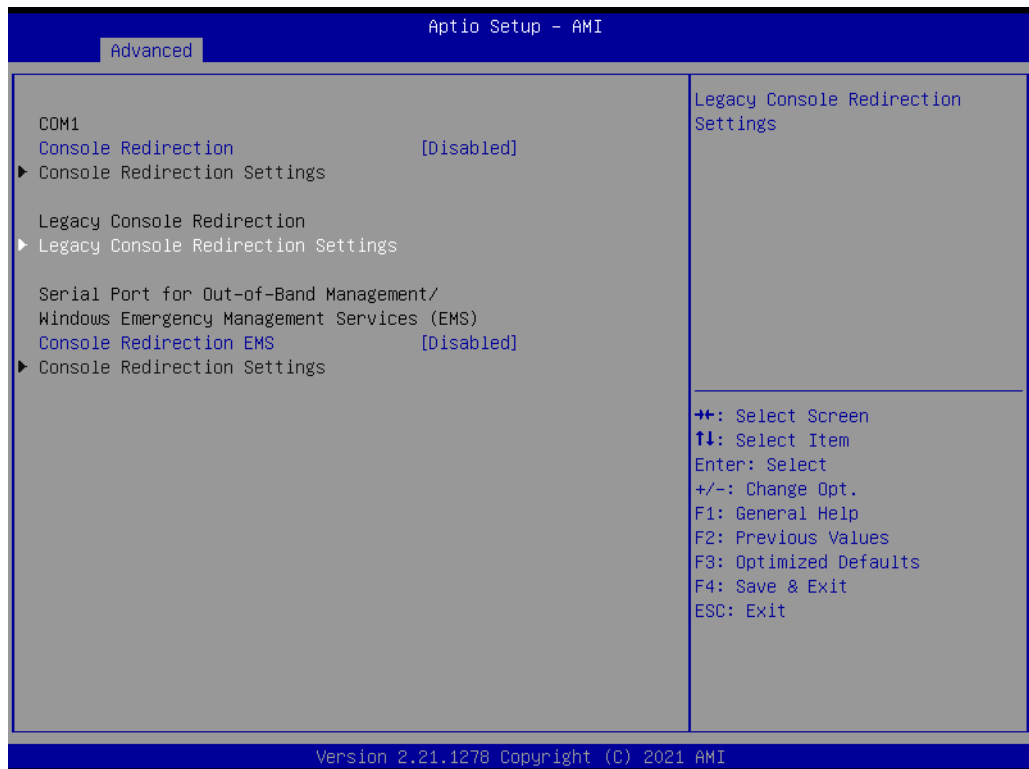 Aptio Setup – AMI
Advanced
COM1
Console Redirection [Disabled]
► Console Redirection Settings
Legacy Console Redirection
► Legacy Console Redirection Settings
Serial Port for Out-of-Band Management/
Windows Emergency Management Services (EMS)
Console Redirection EMS [Disabled]
► Console Redirection Settings
Legacy Console Redirection
Settings
→←: Select Screen
↑↓: Select Item
Enter: Select
+/-: Change Opt.
F1: General Help
F2: Previous Values
F3: Optimized Defaults
F4: Save & Exit
ESC: Exit
Version 2.21.1278 Copyright (C) 2021 AMI